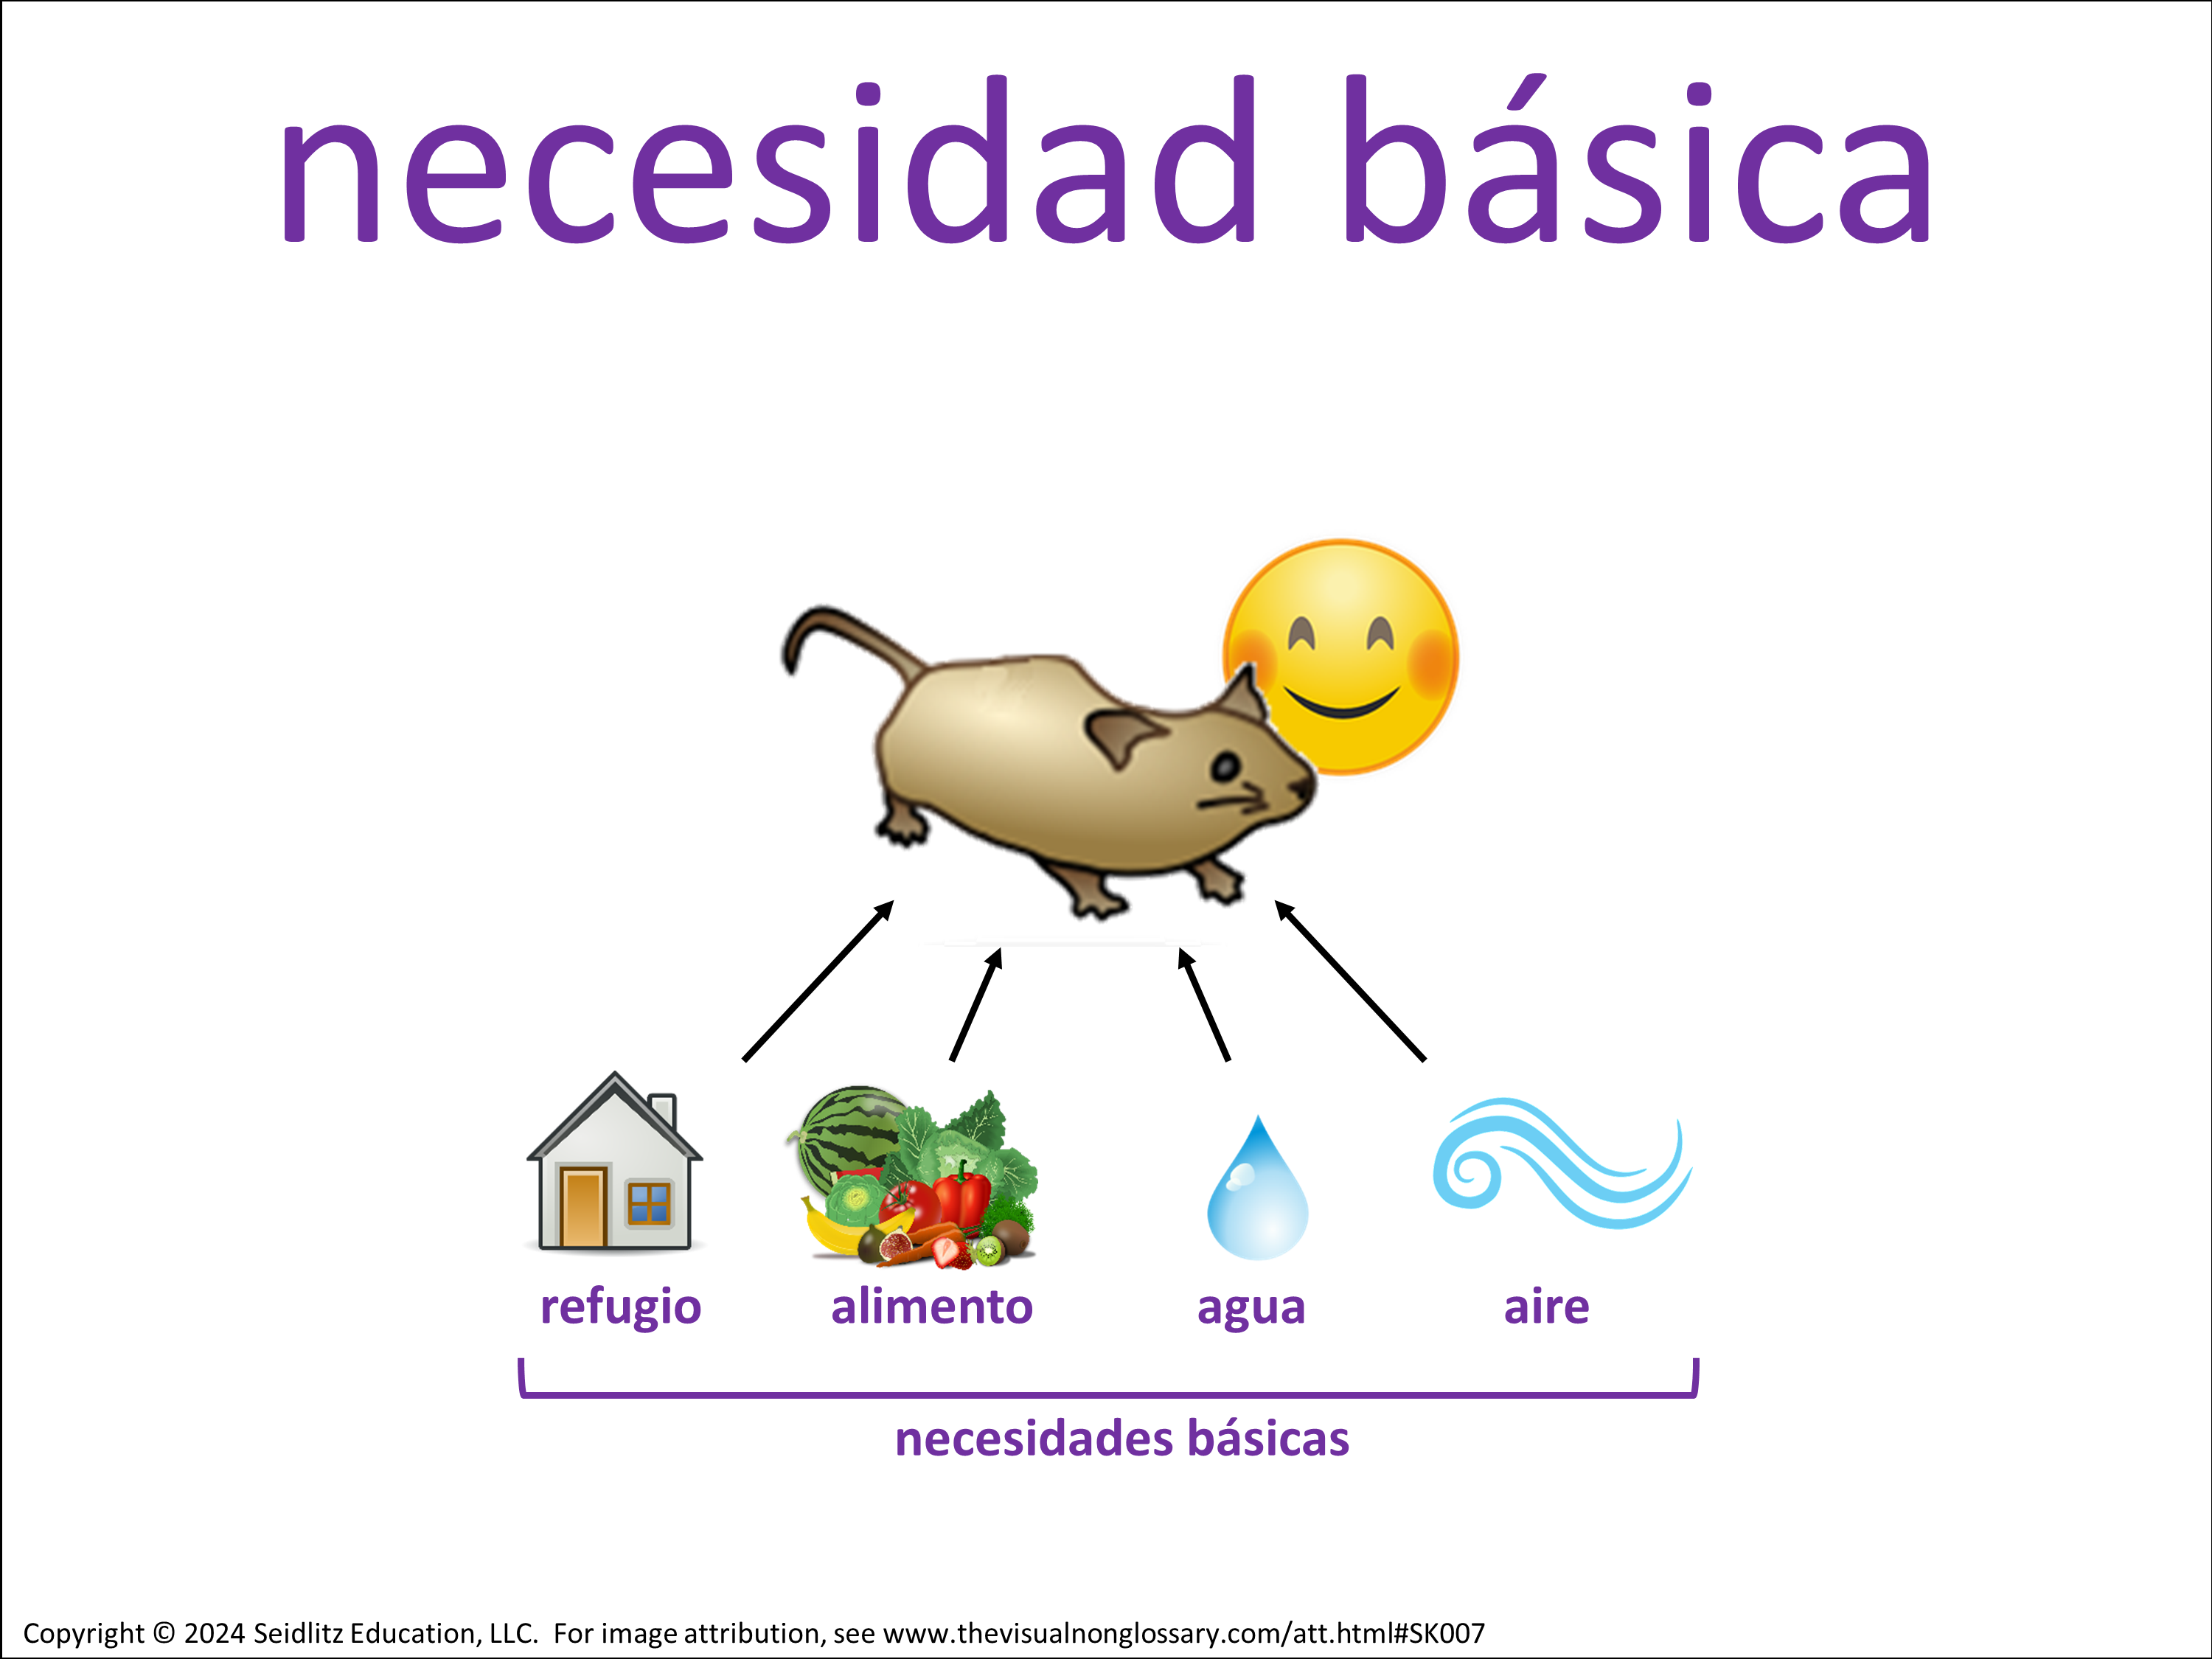 necesidad básica
refugio alimento agua aire
necesidades básicas
Copyright © 2024 Seidlitz Education, LLC.  For image attribution, see www.thevisualnonglossary.com/att.html#SK007